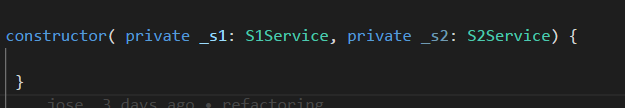 constructor( private _s1: S1Service, private _s2: S2Service) {
}
jose, 3 days ago • refactoring